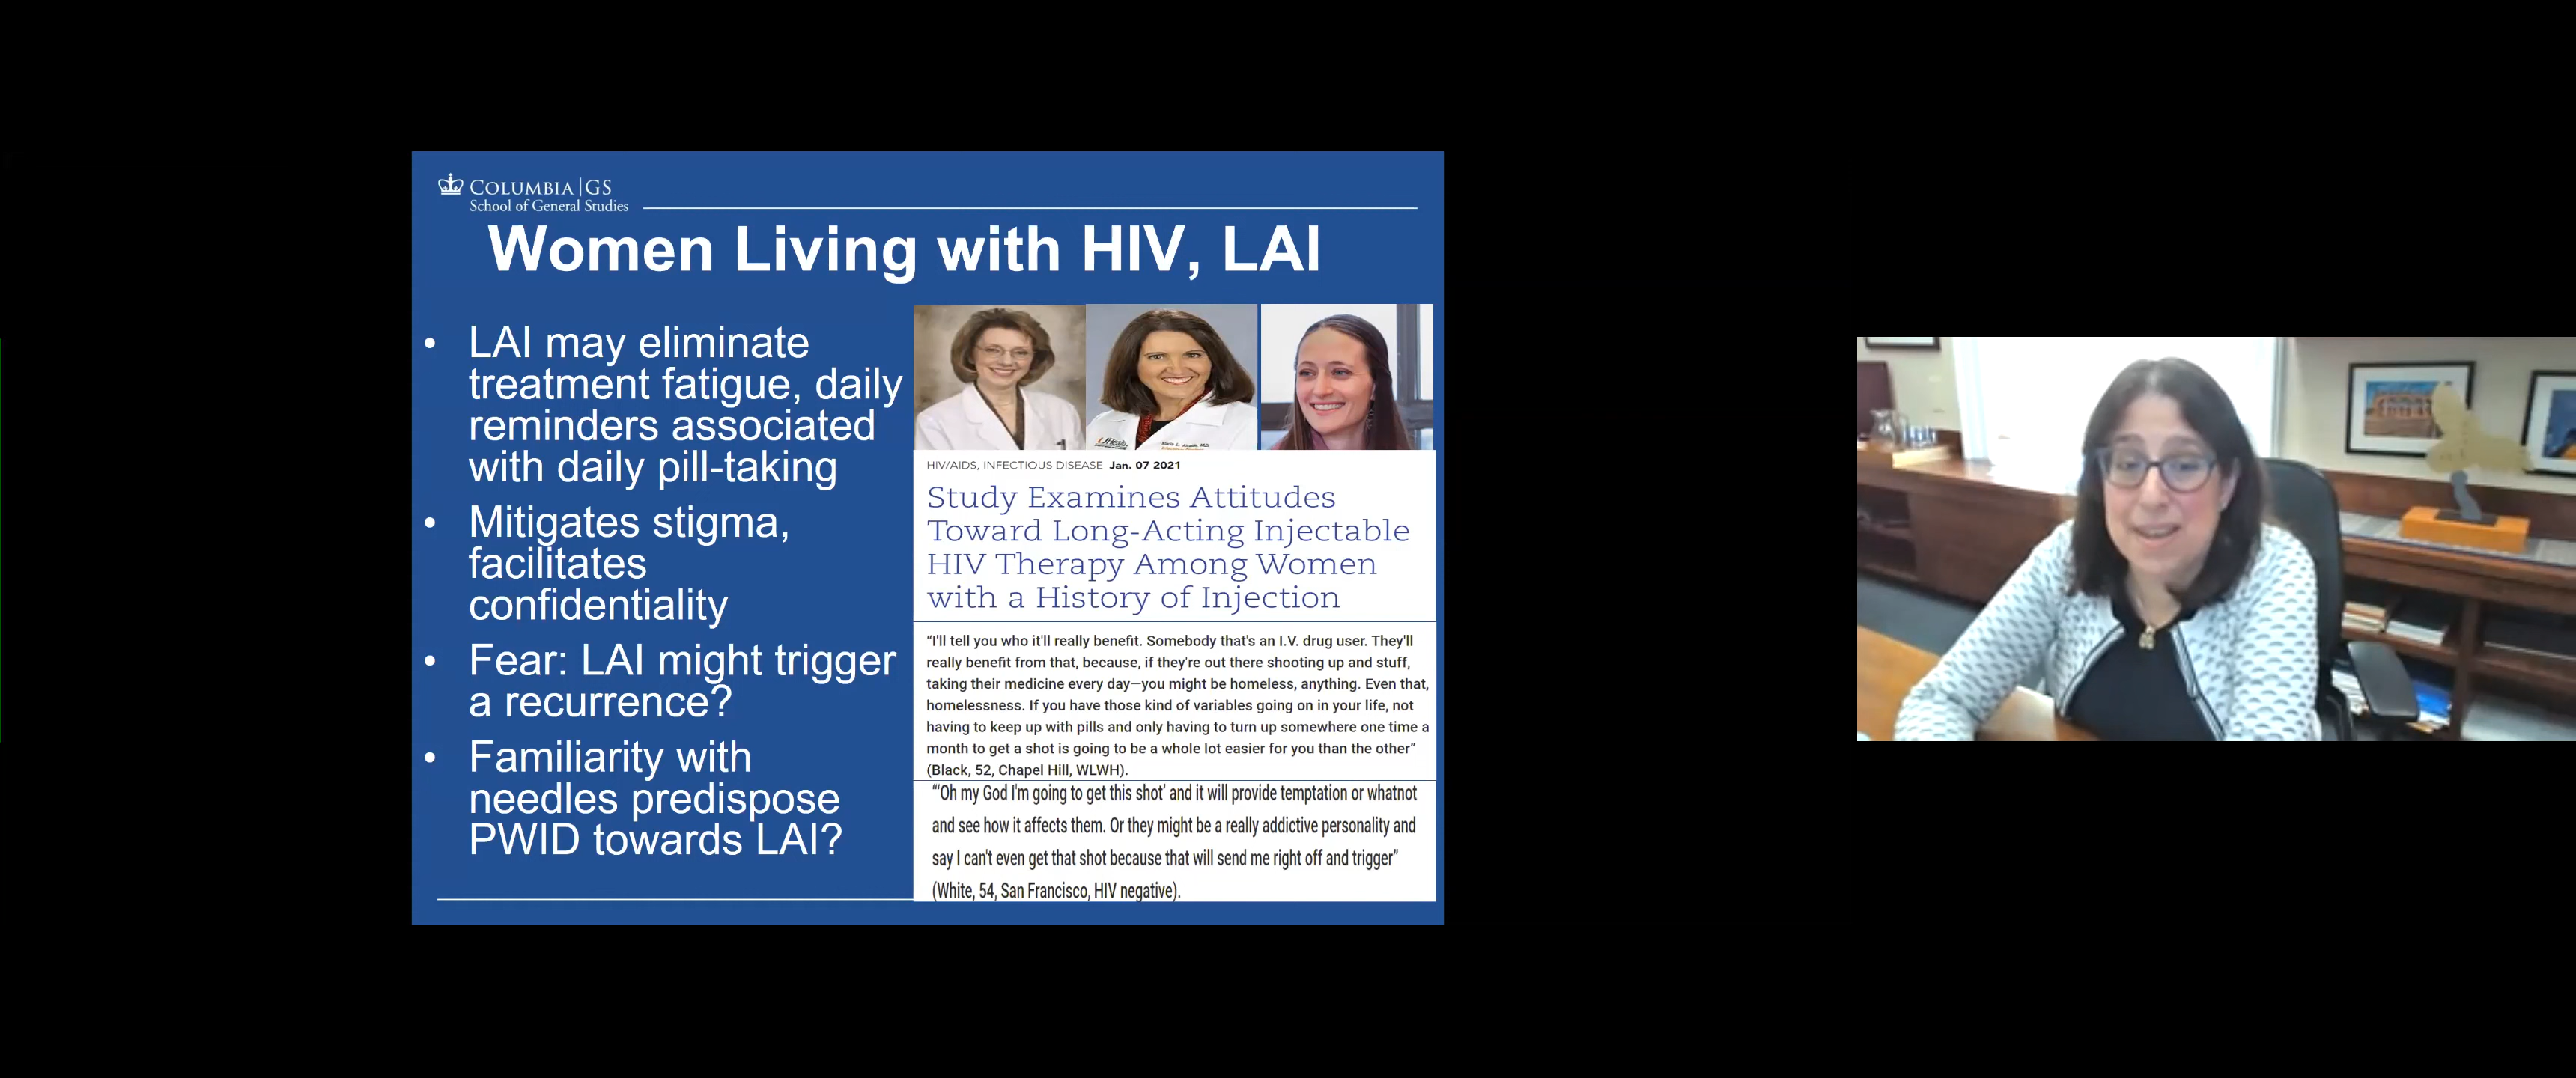 COLUMBIA | GS
School of General Studies
Women Living with HIV, LAI
• LAI may eliminate
treatment fatigue, daily
reminders associated
with daily pill-taking
• Mitigates stigma,
facilitates
confidentiality
• Fear: LAI might trigger
a recurrence?
• Familiarity with
needles predispose
PWID towards LAI?
UHealth
HIV/AIDS, INFECTIOUS DISEASE Jan. 07 2021
Study Examines Attitudes
Toward Long-Acting Injectable
HIV Therapy Among Women
with a History of Injection
“I'll tell you who it'll really benefit. Somebody that's an I.V. drug user. They'll
really benefit from that, because, if they're out there shooting up and stuff,
taking their medicine every day—you might be homeless, anything. Even that,
homelessness. If you have those kind of variables going on in your life, not
having to keep up with pills and only having to turn up somewhere one time a
month to get a shot is going to be a whole lot easier for you than the other”
(Black, 52, Chapel Hill, WLWH).
“‘Oh my God I'm going to get this shot’ and it will provide temptation or whatnot
and see how it affects them. Or they might be a really addictive personality and
say I can't even get that shot because that will send me right off and trigger”
(White, 54, San Francisco, HIV negative).